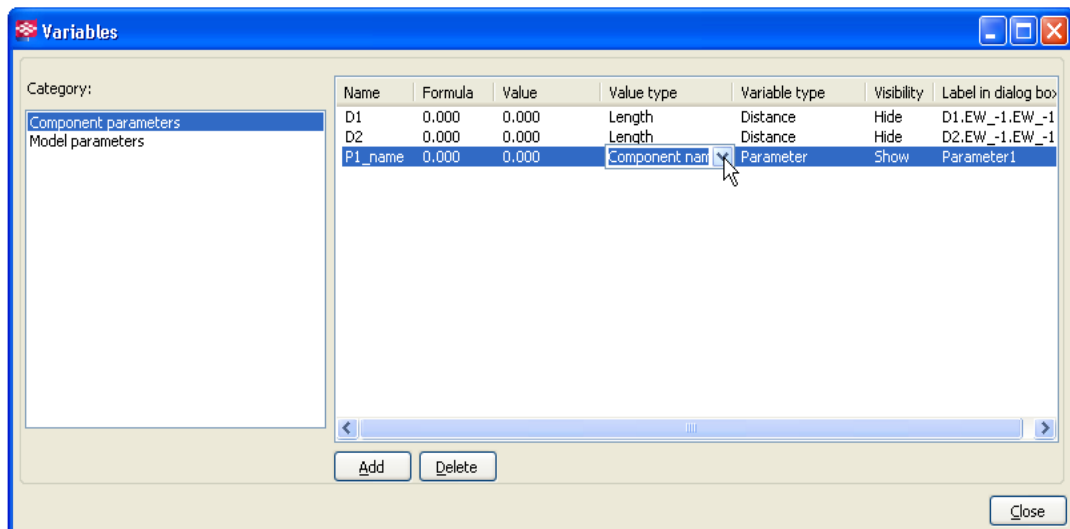 Variables
Category:
Component parameters
Model parameters
Name Formula Value Value type Variable type Visibility Label in dialog box
D1 0.000 0.000 Length Distance Hide D1.EW_-1.EW_-1
D2 0.000 0.000 Length Distance Hide D2.EW_-1.EW_-1
P1_name 0.000 0.000 Component nam Parameter Show Parameter1
Add Delete
Close